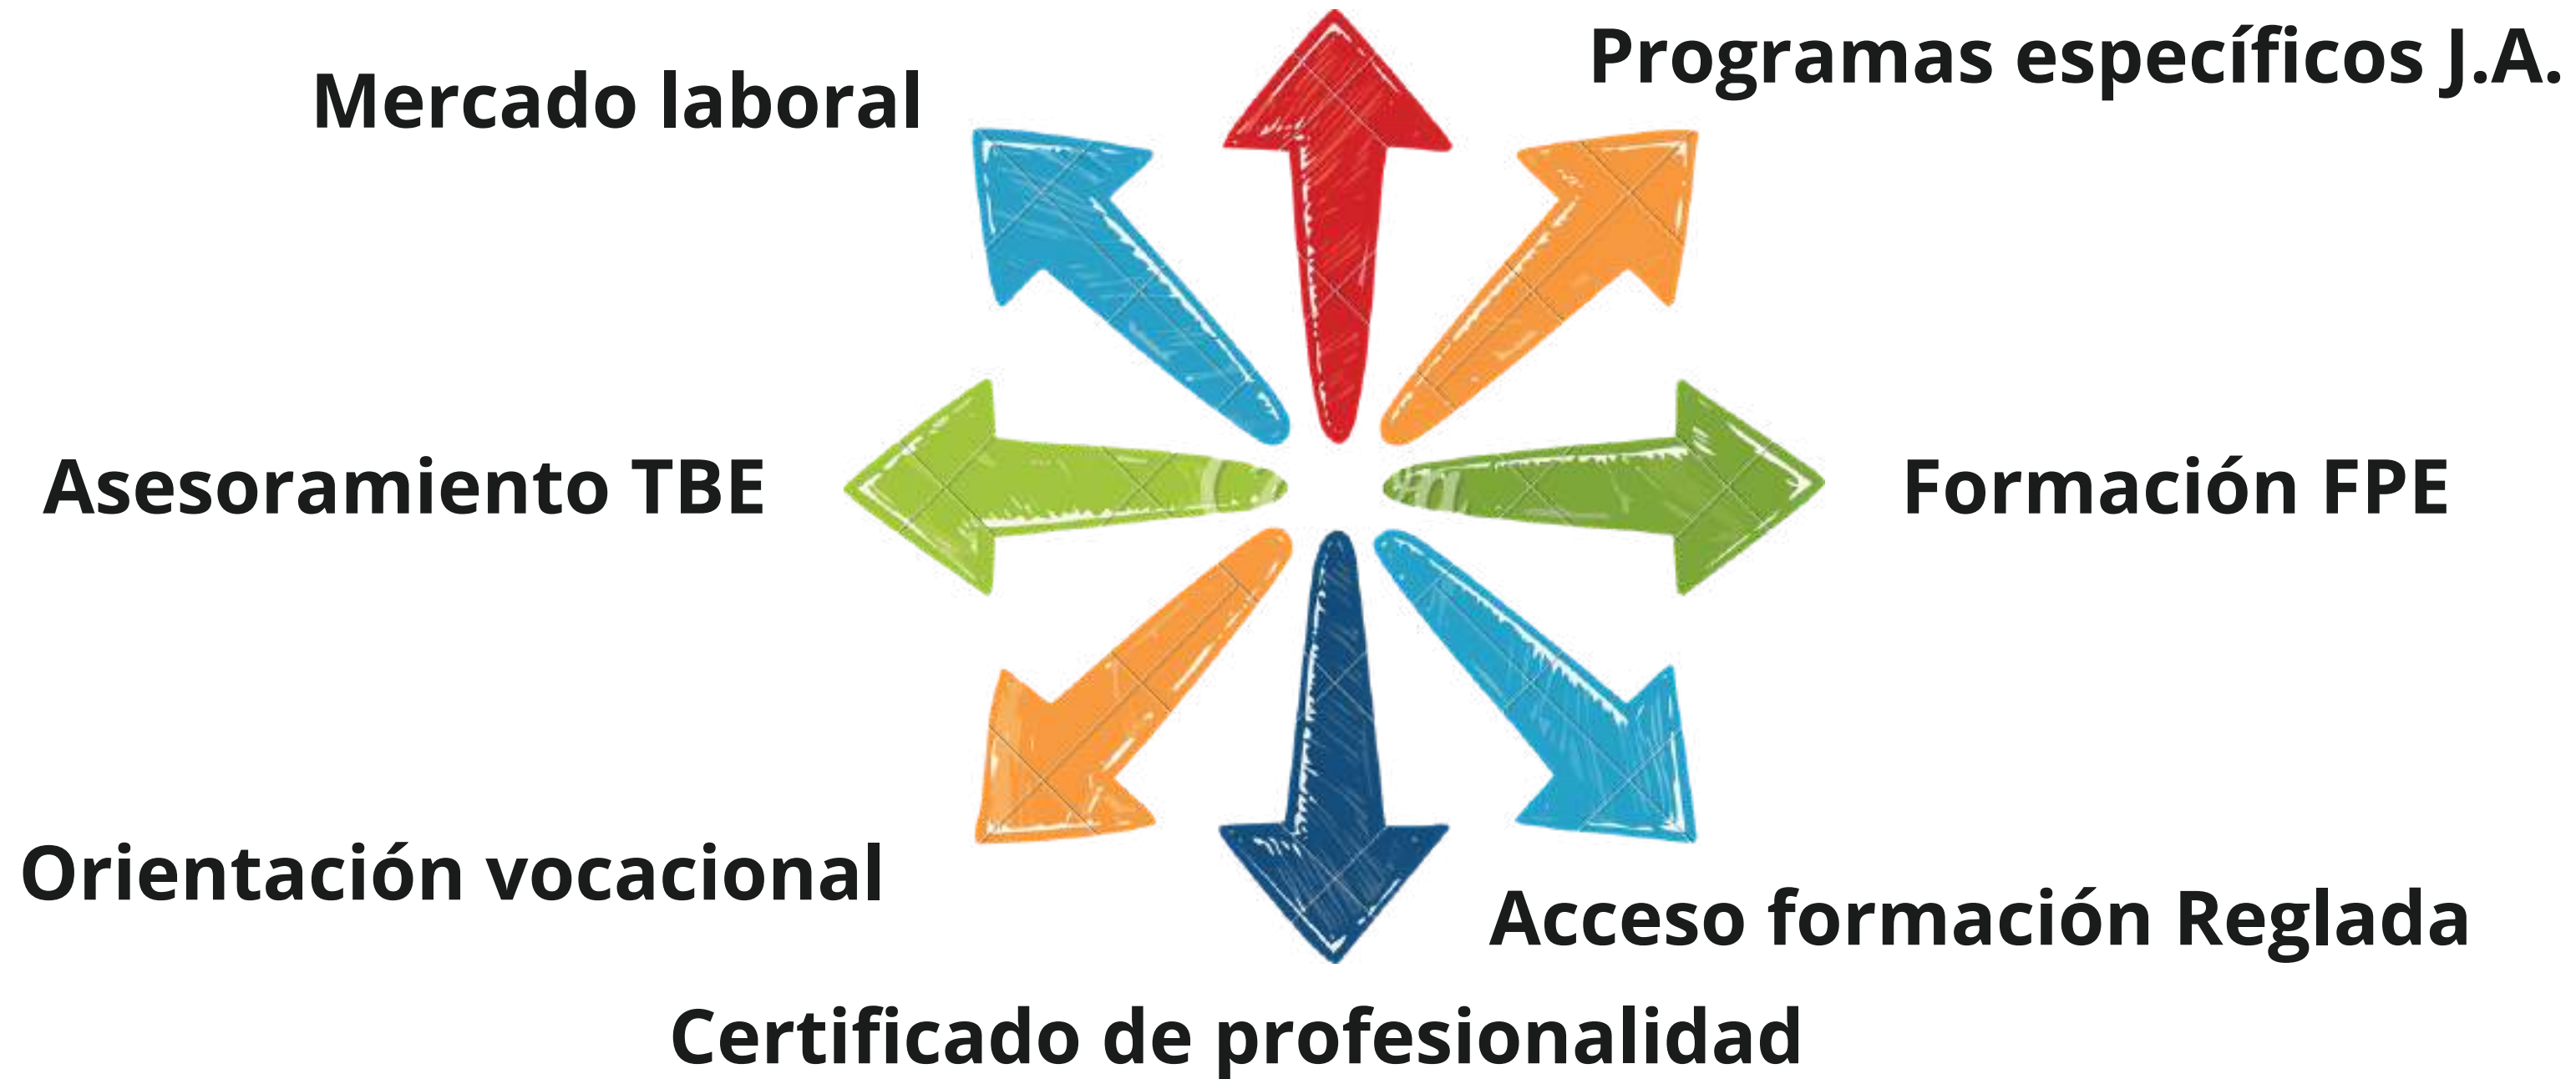 Programas específicos J.A.
Mercado laboral
Asesoramiento TBE
Formación FPE
Orientación vocacional
Acceso formación Reglada
Certificado de profesionalidad